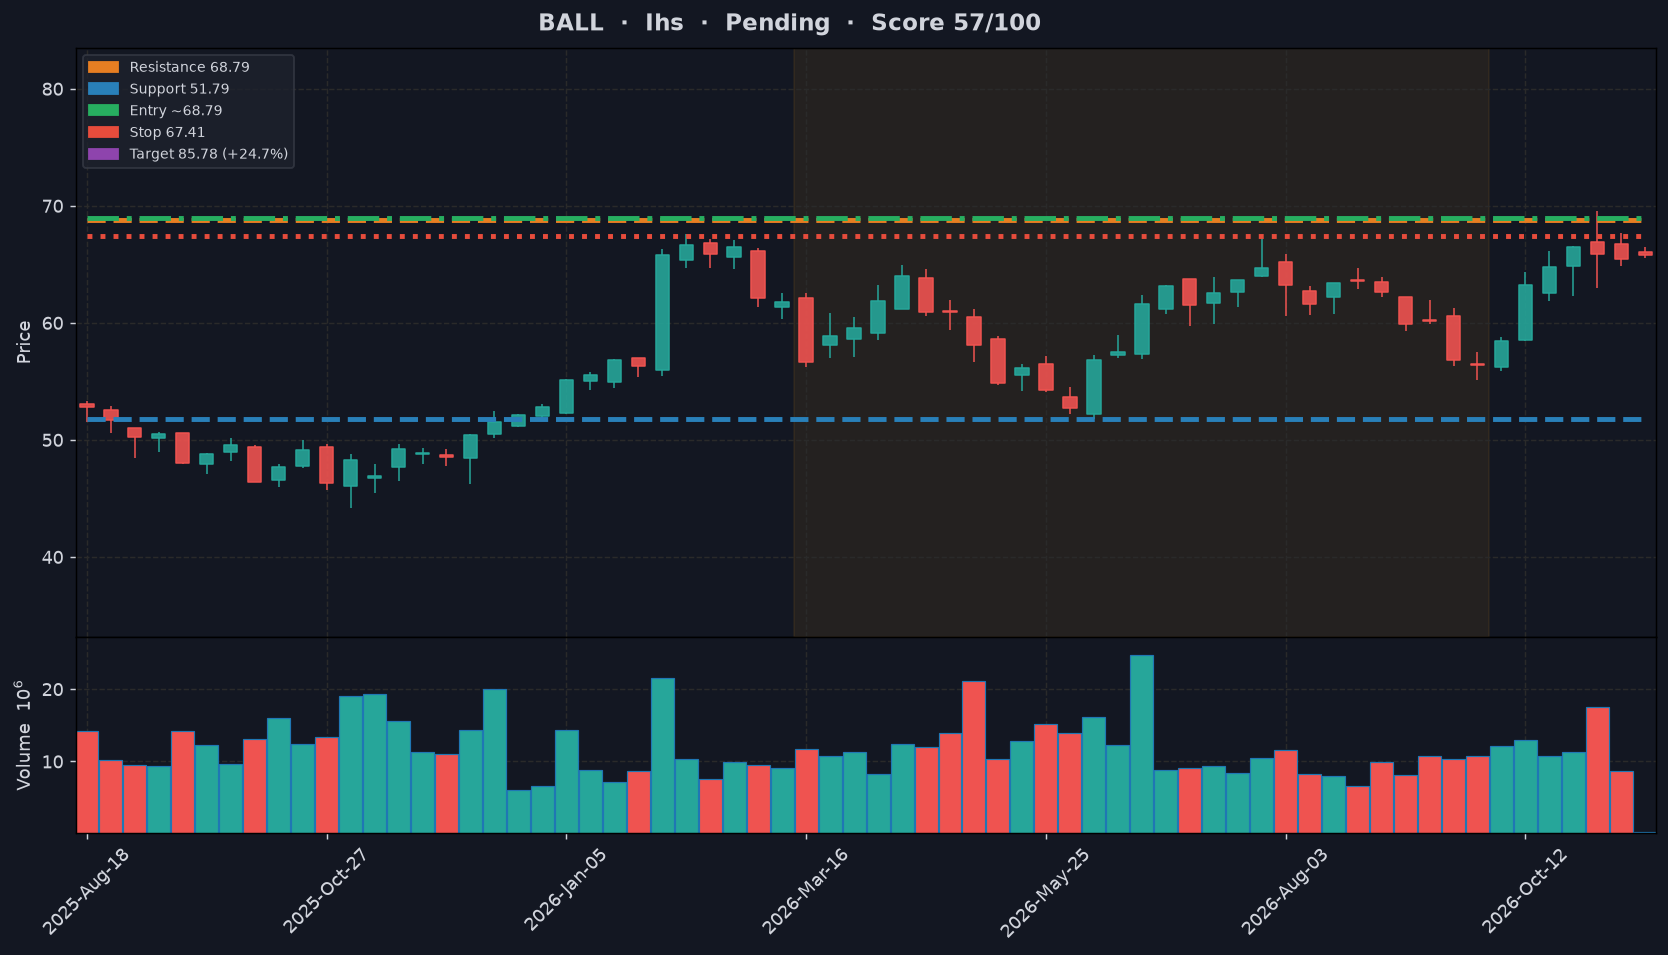 BALL · Ihs · Pending · Score 57/100
Resistance 68.79
Support 51.79
Entry ~68.79
Stop 67.41
Target 85.78 (+24.7%)
Price
80
70
60
50
40
Volume 10⁶
20
10
2025-Aug-18
2025-Oct-27
2026-Jan-05
2026-Mar-16
2026-May-25
2026-Aug-03
2026-Oct-12